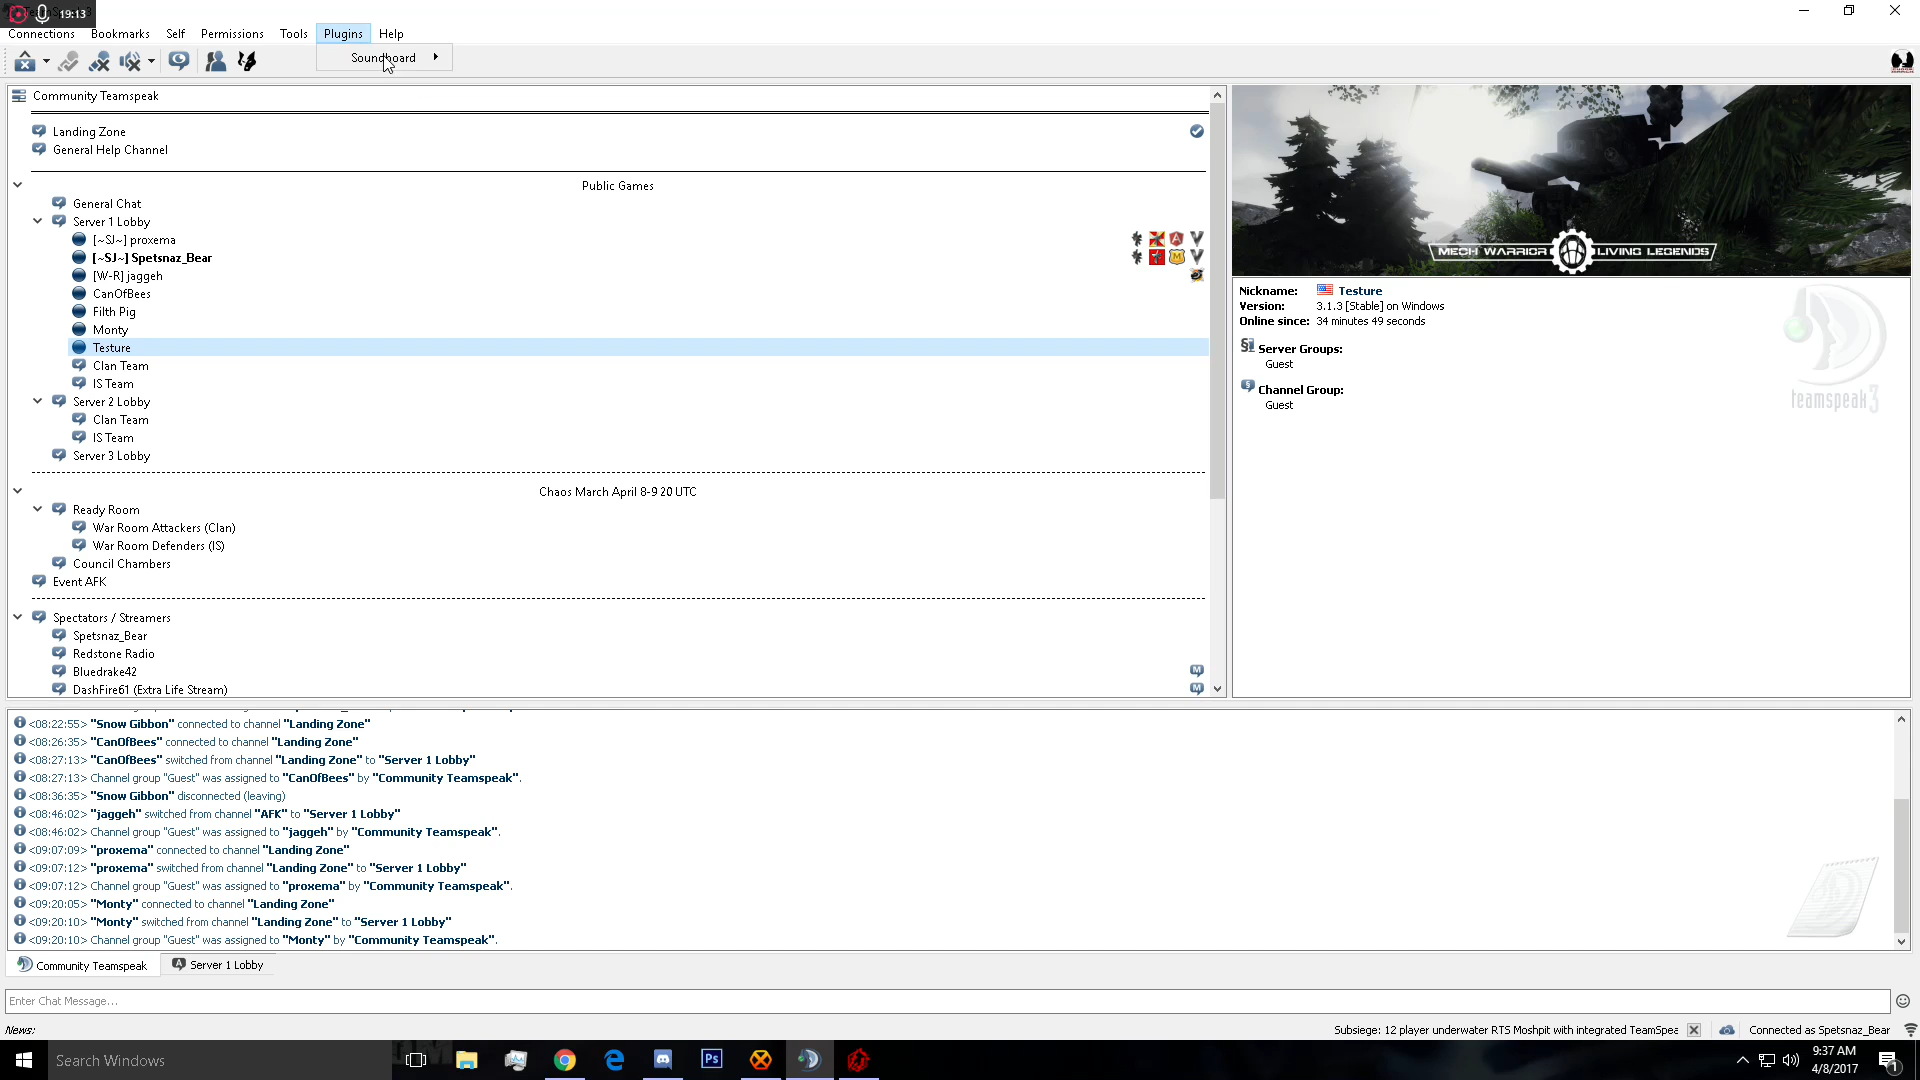 19:13
Connections Bookmarks Self Permissions Tools Plugins Help
Soundboard
Community Teamspeak
Landing Zone
General Help Channel
Public Games
General Chat
Server 1 Lobby
[~SJ~] proxema
[~SJ~] Spetsnaz_Bear
[W-R] jaggeh
CanOfBees
Filth Pig
Monty
Testure
Clan Team
IS Team
Server 2 Lobby
Clan Team
IS Team
Server 3 Lobby
Chaos March April 8-9 20 UTC
Ready Room
War Room Attackers (Clan)
War Room Defenders (IS)
Council Chambers
Event AFK
Spectators / Streamers
Spetsnaz_Bear
Redstone Radio
Bluedrake42
DashFire61 (Extra Life Stream)
MECH WARRIOR LIVING LEGENDS
Nickname: Testure
Version: 3.1.3 [Stable] on Windows
Online since: 34 minutes 49 seconds
Server Groups:
Guest
Channel Group:
Guest
teamspeak3
<08:22:55> "Snow Gibbon" connected to channel "Landing Zone"
<08:26:35> "CanOfBees" connected to channel "Landing Zone"
<08:27:13> "CanOfBees" switched from channel "Landing Zone" to "Server 1 Lobby"
<08:27:13> Channel group "Guest" was assigned to "CanOfBees" by "Community Teamspeak".
<08:36:35> "Snow Gibbon" disconnected (leaving)
<08:46:02> "jaggeh" switched from channel "AFK" to "Server 1 Lobby"
<08:46:02> Channel group "Guest" was assigned to "jaggeh" by "Community Teamspeak".
<09:07:09> "proxema" connected to channel "Landing Zone"
<09:07:12> "proxema" switched from channel "Landing Zone" to "Server 1 Lobby"
<09:07:12> Channel group "Guest" was assigned to "proxema" by "Community Teamspeak".
<09:20:05> "Monty" connected to channel "Landing Zone"
<09:20:10> "Monty" switched from channel "Landing Zone" to "Server 1 Lobby"
<09:20:10> Channel group "Guest" was assigned to "Monty" by "Community Teamspeak".
Community Teamspeak Server 1 Lobby
Enter Chat Message...
News: Subsiege: 12 player underwater RTS Moshpit with integrated TeamSpea Connected as Spetsnaz_Bear
Search Windows
Ps
9:37 AM
4/8/2017
1